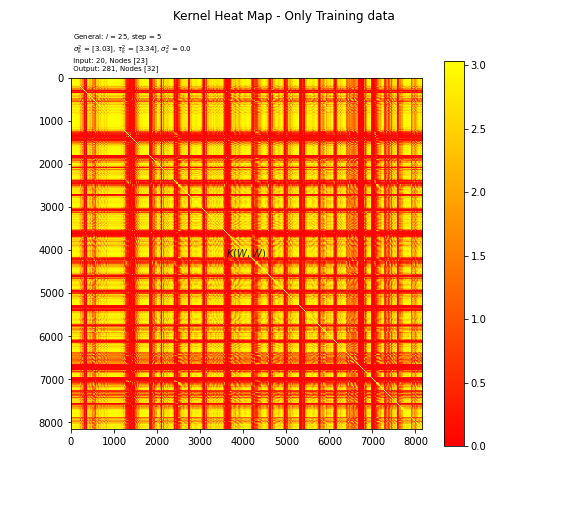 Kernel Heat Map - Only Training data
General: l = 25, step = 5
σ_f^2 = [3.03], τ_k^2 = [3.34], σ_ε^2 = 0.0
Input: 20, Nodes [23]
Output: 281, Nodes [32]
0
1000
2000
3000
4000
5000
6000
7000
8000
0 1000 2000 3000 4000 5000 6000 7000 8000
K(W, W)
3.0
2.5
2.0
1.5
1.0
0.5
0.0